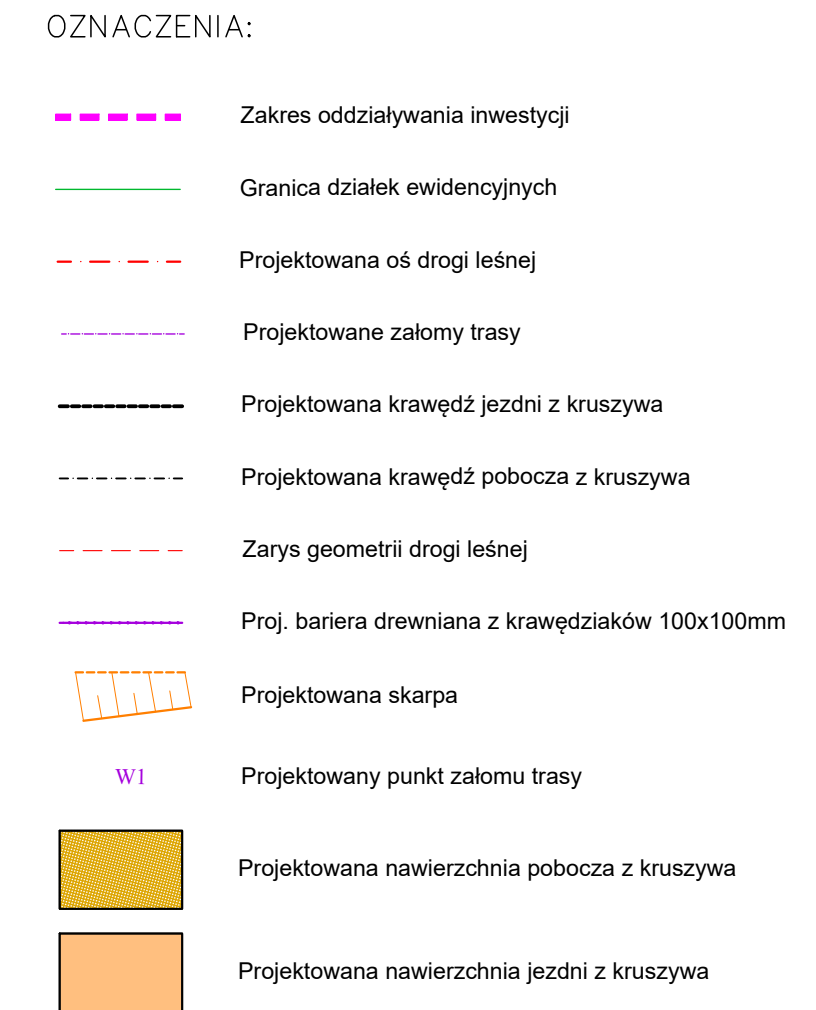 OZNACZENIA:
Zakres oddziaływania inwestycji
Granica działek ewidencyjnych
Projektowana oś drogi leśnej
Projektowane załomy trasy
Projektowana krawędź jezdni z kruszywa
Projektowana krawędź pobocza z kruszywa
Zarys geometrii drogi leśnej
Proj. bariera drewniana z krawędziaków 100x100mm
Projektowana skarpa
W1 Projektowany punkt załomu trasy
Projektowana nawierzchnia pobocza z kruszywa
Projektowana nawierzchnia jezdni z kruszywa